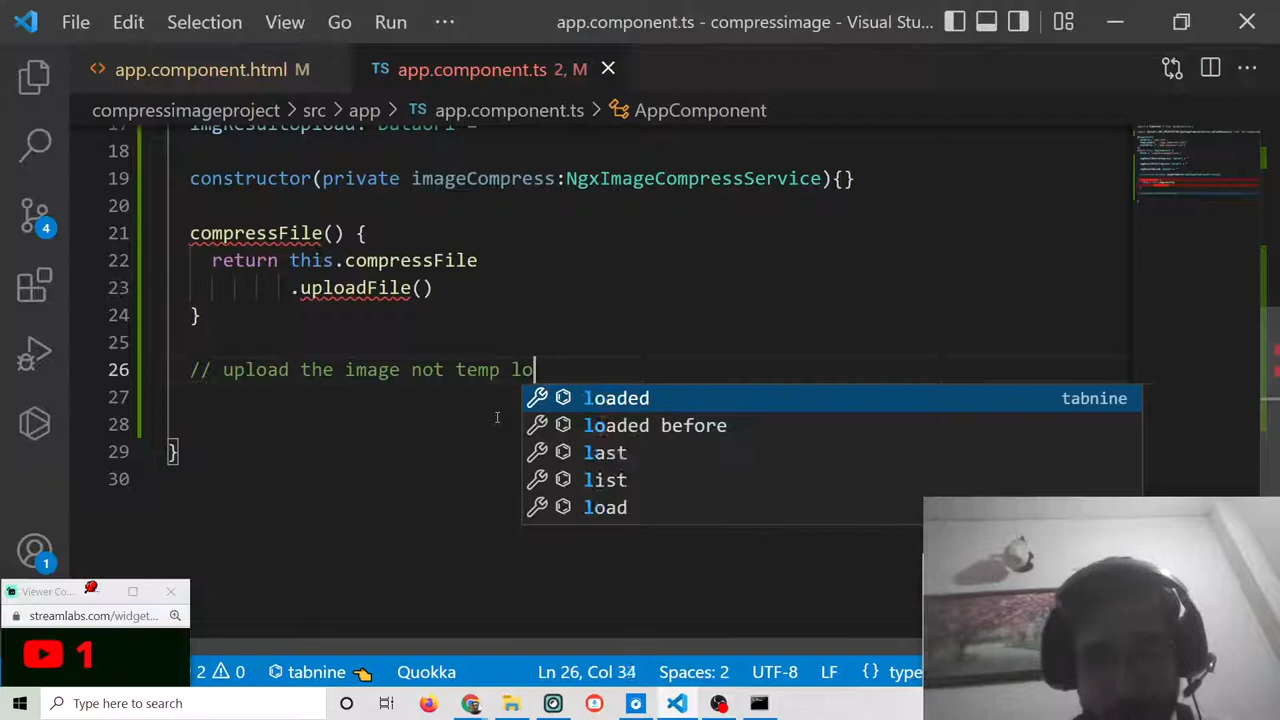 File Edit Selection View Go Run ··· app.component.ts - compressimage - Visual Stu...
<> app.component.html M TS app.component.ts 2, M
compressimageproject > src > app > TS app.component.ts > AppComponent
18
19 constructor(private imageCompress:NgxImageCompressService){}
20
21 compressFile() {
22 return this.compressFile
23 .uploadFile()
24 }
25
26 // upload the image not temp lo
27 loaded tabnine
28 loaded before
29 } last
30 list
load
4
1
Viewer Co...
streamlabs.com/widget...
1
2 0 tabnine Quokka Ln 26, Col 34 Spaces: 2 UTF-8 LF {} type
Type here to search